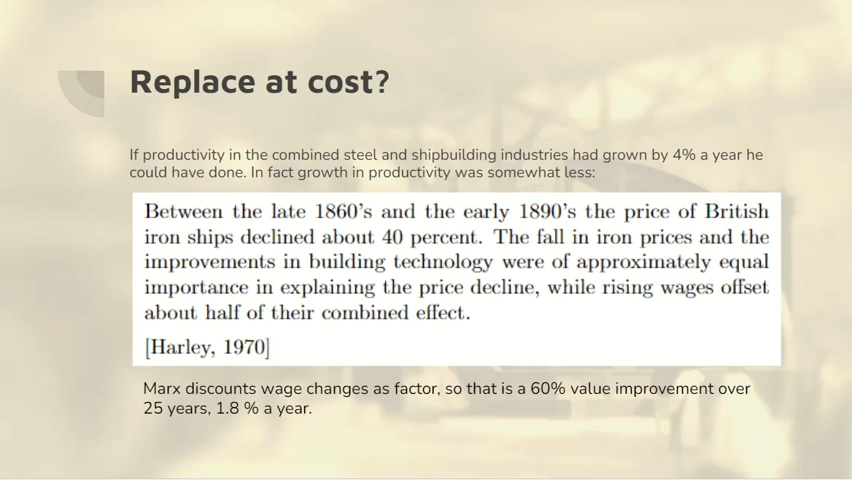 Replace at cost?
If productivity in the combined steel and shipbuilding industries had grown by 4% a year he
could have done. In fact growth in productivity was somewhat less:
Between the late 1860's and the early 1890's the price of British
iron ships declined about 40 percent. The fall in iron prices and the
improvements in building technology were of approximately equal
importance in explaining the price decline, while rising wages offset
about half of their combined effect.
[Harley, 1970]
Marx discounts wage changes as factor, so that is a 60% value improvement over
25 years, 1.8 % a year.